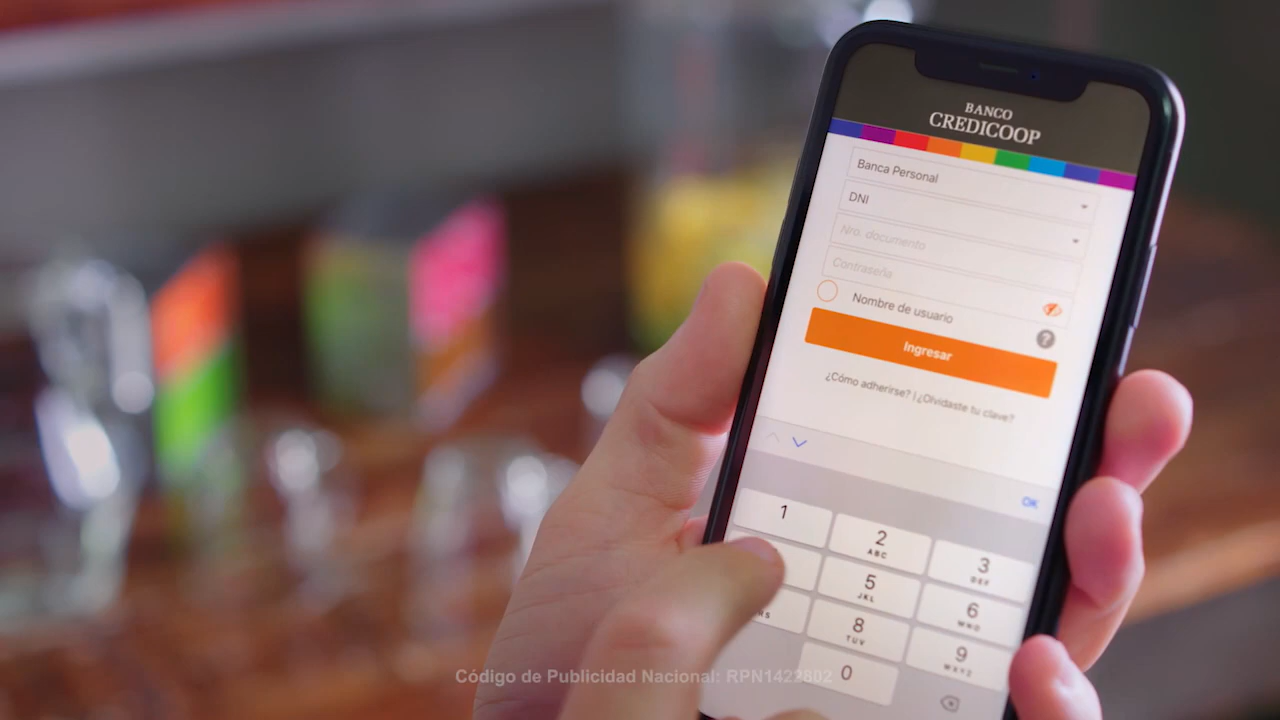 BANCO
CREDICOOP
Banca Personal
DNI
Nro. documento
Contraseña
Nombre de usuario
?
Ingresar
¿Cómo adherirse? | ¿Olvidaste tu clave?
OK
1
2 ABC
3 DEF
5 JKL
6 MNO
8 TUV
9 WXYZ
0
Código de Publicidad Nacional: RPN1422802